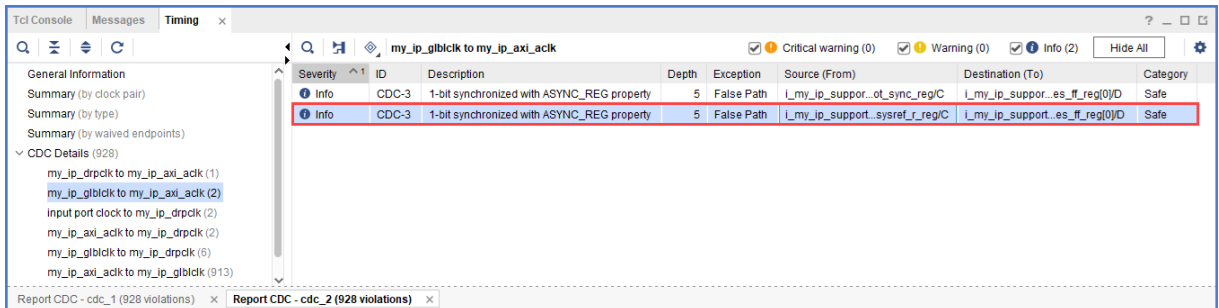 Tcl Console Messages Timing × ? _
my_ip_glblclk to my_ip_axi_aclk Critical warning (0) Warning (0) Info (2) Hide All
General Information
Summary (by clock pair)
Summary (by type)
Summary (by waived endpoints)
CDC Details (928)
my_ip_drpclk to my_ip_axi_aclk (1)
my_ip_glblclk to my_ip_axi_aclk (2)
input port clock to my_ip_drpclk (2)
my_ip_axi_aclk to my_ip_drpclk (2)
my_ip_glblclk to my_ip_drpclk (6)
my_ip_axi_aclk to my_ip_glblclk (913)
Severity ^1 ID Description Depth Exception Source (From) Destination (To) Category
Info CDC-3 1-bit synchronized with ASYNC_REG property 5 False Path i_my_ip_suppor...ot_sync_reg/C i_my_ip_suppor...es_ff_reg[0]/D Safe
Info CDC-3 1-bit synchronized with ASYNC_REG property 5 False Path i_my_ip_support...sysref_r_reg/C i_my_ip_support...es_ff_reg[0]/D Safe
Report CDC - cdc_1 (928 violations) × Report CDC - cdc_2 (928 violations) ×